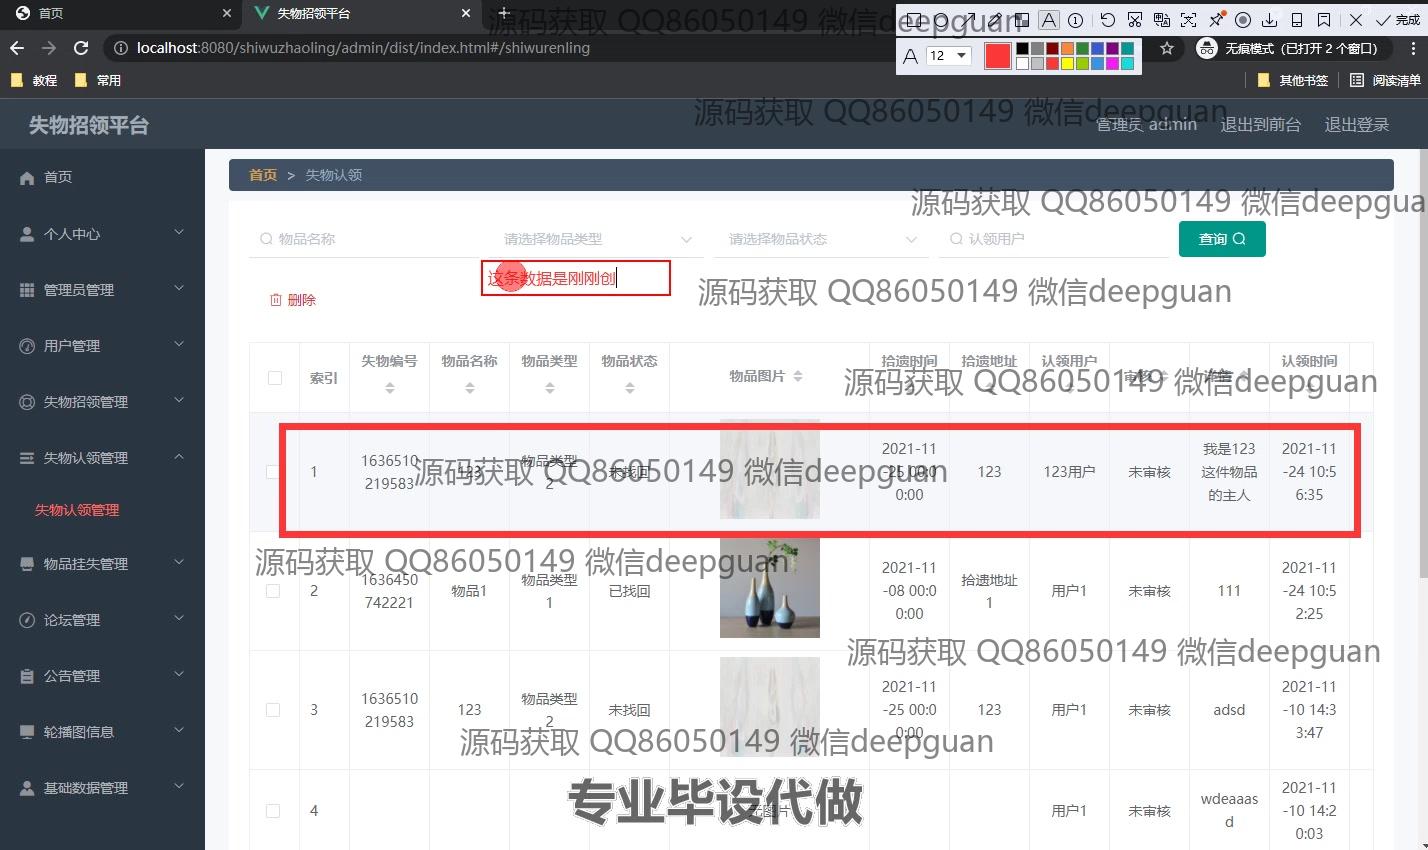 首页
失物招领平台
源码获取 QQ86050149 微信deepguan
完成
localhost:8080/shiwuzhaoling/admin/dist/index.html#/shiwurenling
12
无痕模式（已打开 2 个窗口）
教程
常用
其他书签
阅读清单
失物招领平台
源码获取 QQ86050149 微信deepguan
管理员 admin
退出到前台
退出登录
首页
个人中心
管理员管理
用户管理
失物招领管理
失物认领管理
失物认领管理
物品挂失管理
论坛管理
公告管理
轮播图信息
基础数据管理
首页 > 失物认领
源码获取 QQ86050149 微信deepgua
物品名称
请选择物品类型
请选择物品状态
认领用户
查询
这条数据是刚刚创
删除
源码获取 QQ86050149 微信deepguan
索引
失物编号
物品名称
物品类型
物品状态
物品图片
拾遗时间
拾遗地址
认领用户
认领时间
源码获取 QQ86050149 微信deepguan
1
1636510
219583
123
物品类型
2
未找回
2021-11
-25 00:0
0:00
123
123用户
未审核
我是123
这件物品
的主人
2021-11
-24 10:5
6:35
源码获取 QQ86050149 微信deepguan
源码获取 QQ86050149 微信deepguan
2
1636450
742221
物品1
物品类型
1
已找回
2021-11
-08 00:0
0:00
拾遗地址
1
用户1
未审核
111
2021-11
-24 10:5
2:25
源码获取 QQ86050149 微信deepguan
3
1636510
219583
123
物品类型
2
未找回
2021-11
-25 00:0
0:00
123
用户1
未审核
adsd
2021-11
-10 14:3
3:47
源码获取 QQ86050149 微信deepguan
4
无图片
用户1
未审核
wdeaaas
d
2021-11
-10 14:2
0:03
专业毕设代做